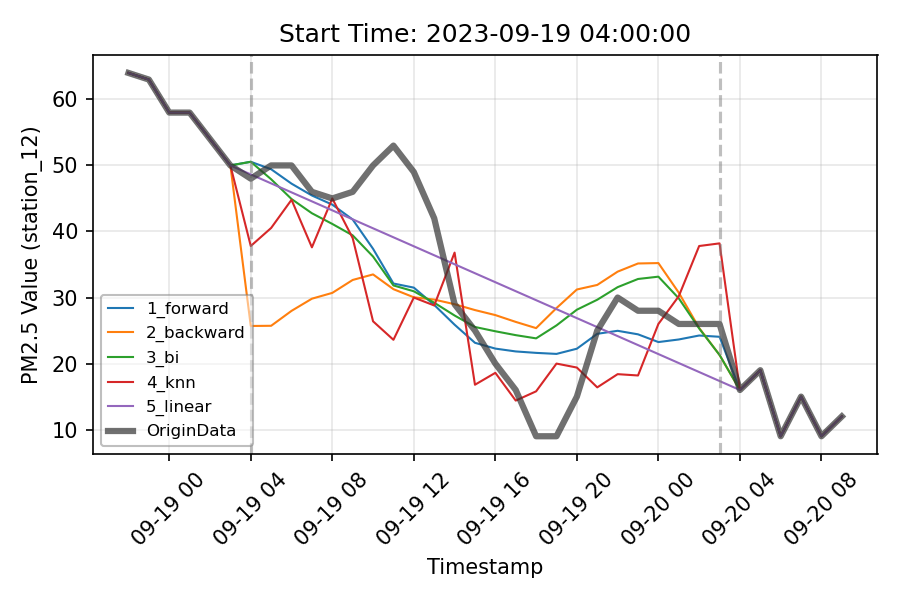 Start Time: 2023-09-19 04:00:00
PM2.5 Value (station_12)
60
50
40
30
20
10
1_forward
2_backward
3_bi
4_knn
5_linear
OriginData
09-19 00
09-19 04
09-19 08
09-19 12
09-19 16
09-19 20
09-20 00
09-20 04
09-20 08
Timestamp